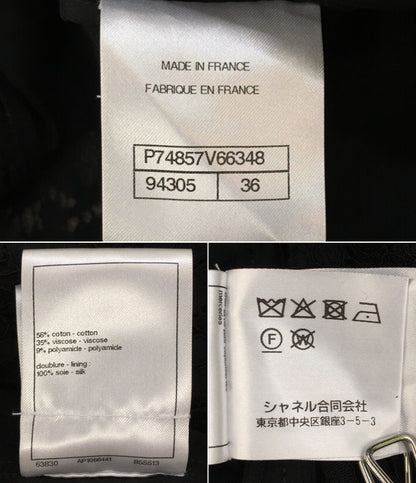 MADE IN FRANCE
FABRIQUE EN FRANCE
P74857V66348
94305 36
56% coton - cotton
35% viscose - viscose
9% polyamide - polyamide
doublure - lining :
100% soie - silk
63830 AP1066441 855513
F W
シャネル合同会社
東京都中央区銀座3-5-3